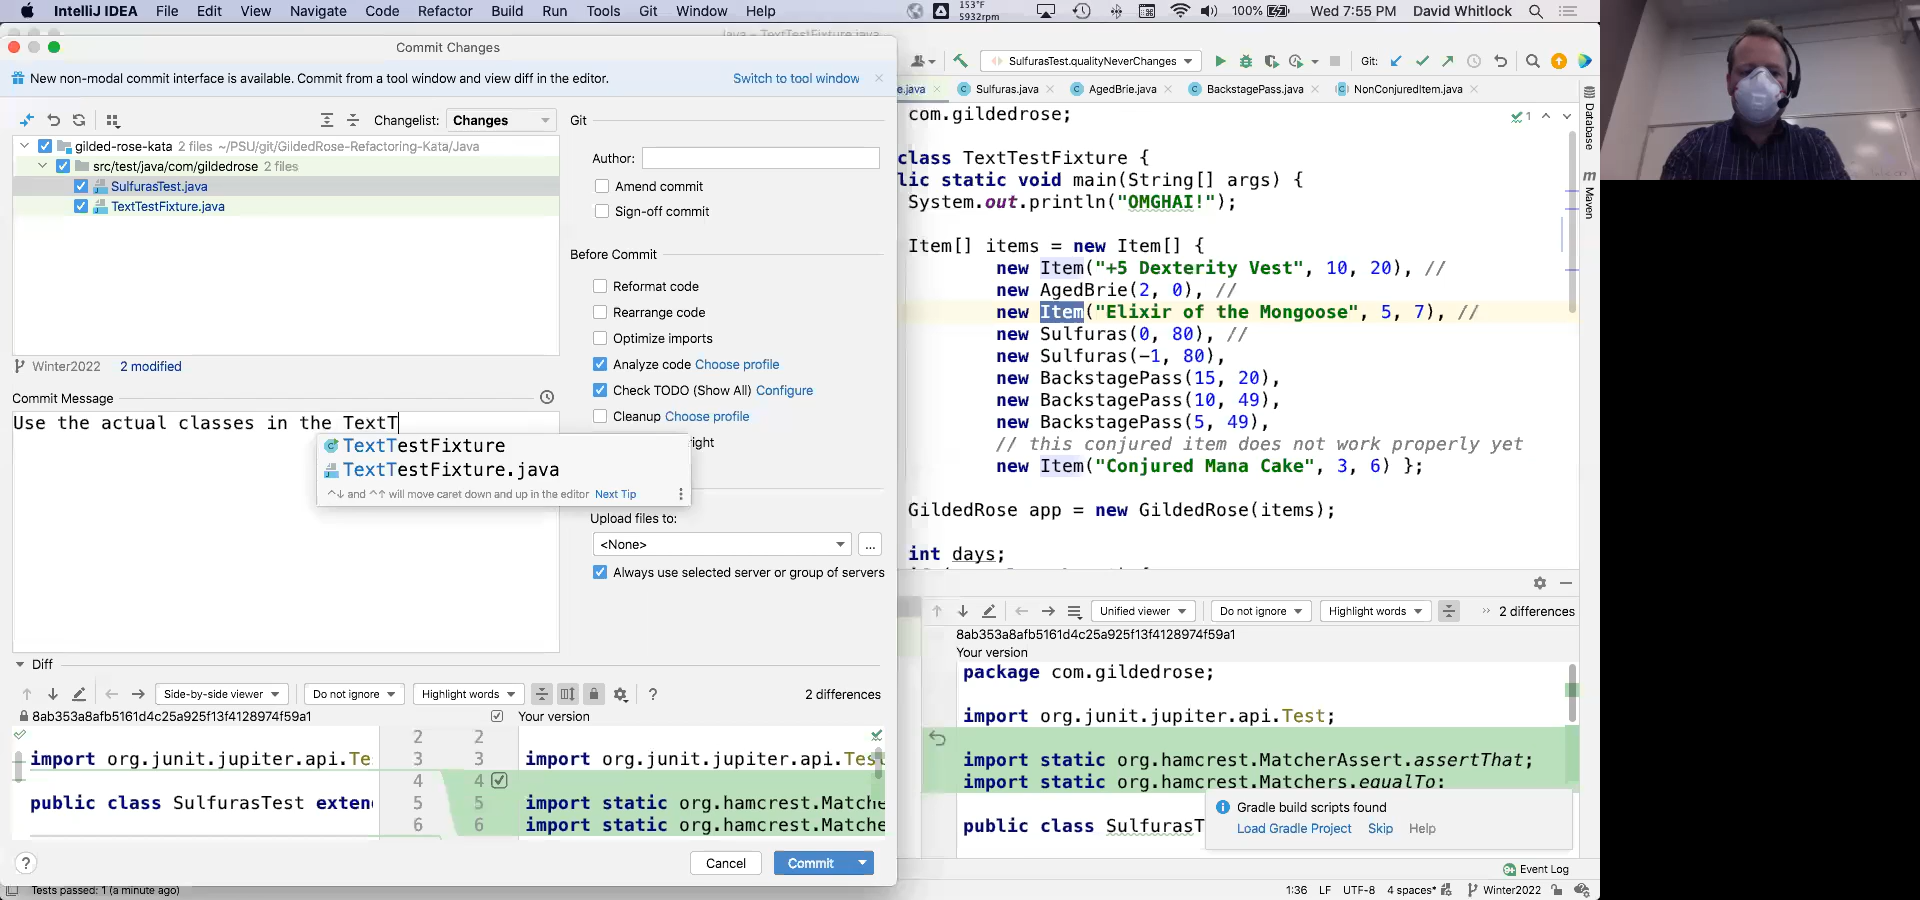 IntelliJ IDEA File Edit View Navigate Code Refactor Build Run Tools Git Window Help 153°F 5932rpm 100% Wed 7:55 PM David Whitlock
Commit Changes
New non-modal commit interface is available. Commit from a tool window and view diff in the editor. Switch to tool window
Changelist: Changes
gilded-rose-kata 2 files ~/PSU/git/GildedRose-Refactoring-Kata/Java
src/test/java/com/gildedrose 2 files
SulfurasTest.java
TextTestFixture.java
Winter2022 2 modified
Commit Message
Use the actual classes in the TextT
TextTestFixture
TextTestFixture.java
^↓ and ^↑ will move caret down and up in the editor Next Tip
Git
Author:
Amend commit
Sign-off commit
Before Commit
Reformat code
Rearrange code
Optimize imports
Analyze code Choose profile
Check TODO (Show All) Configure
Cleanup Choose profile
Upload files to:
<None>
...
Always use selected server or group of servers
Diff
Side-by-side viewer Do not ignore Highlight words ? 2 differences
8ab353a8afb5161d4c25a925f13f4128974f59a1 Your version
2 2
import org.junit.jupiter.api.Te 3 3 import org.junit.jupiter.api.Test
4 4
public class SulfurasTest exten 5 5 import static org.hamcrest.Matche
6 6 import static org.hamcrest.Matche
? Cancel Commit
Tests passed: 1 (a minute ago)
SulfurasTest.qualityNeverChanges Git:
e.java Sulfuras.java AgedBrie.java BackstagePass.java NonConjuredItem.java
com.gildedrose;
1
class TextTestFixture {
lic static void main(String[] args) {
System.out.println("OMGHAI!");
Item[] items = new Item[] {
new Item("+5 Dexterity Vest", 10, 20), //
new AgedBrie(2, 0), //
new Item("Elixir of the Mongoose", 5, 7), //
new Sulfuras(0, 80), //
new Sulfuras(-1, 80),
new BackstagePass(15, 20),
new BackstagePass(10, 49),
new BackstagePass(5, 49),
// this conjured item does not work properly yet
new Item("Conjured Mana Cake", 3, 6) };
GildedRose app = new GildedRose(items);
int days;
Database
Maven
Unified viewer Do not ignore Highlight words 2 differences
8ab353a8afb5161d4c25a925f13f4128974f59a1
Your version
package com.gildedrose;
import org.junit.jupiter.api.Test;
import static org.hamcrest.MatcherAssert.assertThat;
import static org.hamcrest.Matchers.equalTo;
public class SulfurasT
Gradle build scripts found
Load Gradle Project Skip Help
Event Log
1:36 LF UTF-8 4 spaces* Winter2022